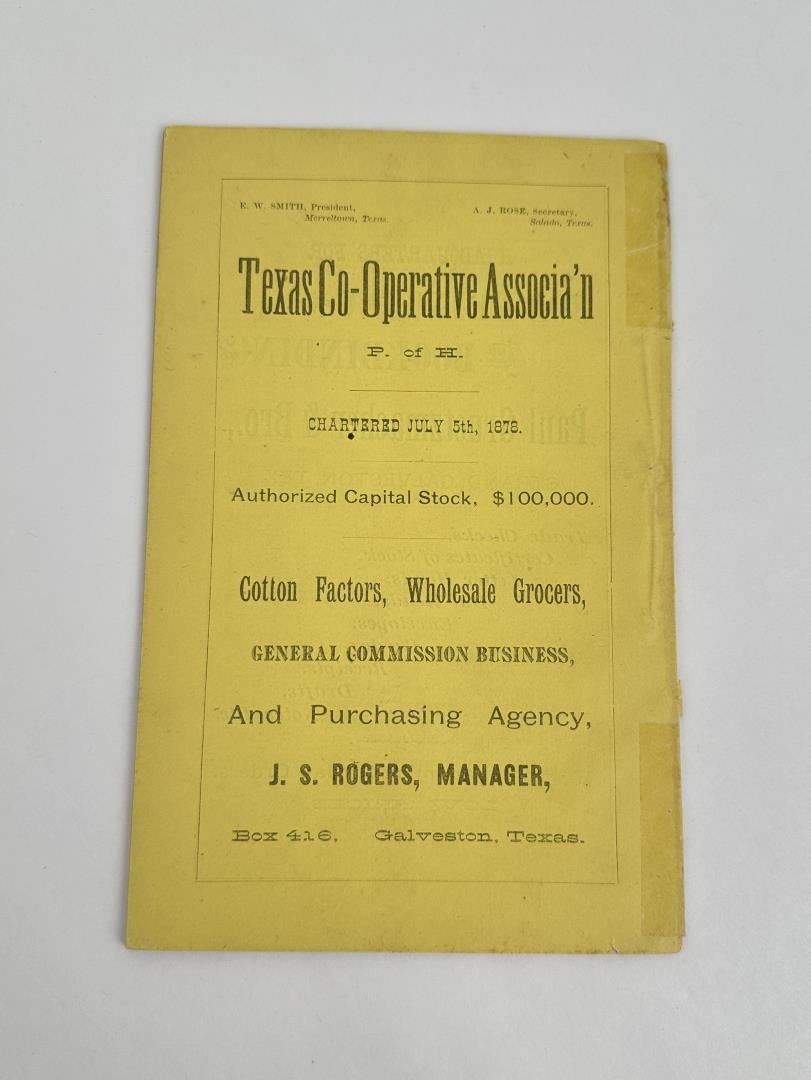 E. W. SMITH, President, A. J. ROSE, Secretary,
Merreltown, Texas. Salado, Texas.
Texas Co-Operative Associa'n
P. of H.
CHARTERED JULY 5th, 1878.
Authorized Capital Stock, $100,000.
Cotton Factors, Wholesale Grocers,
GENERAL COMMISSION BUSINESS,
And Purchasing Agency,
J. S. ROGERS, MANAGER,
Box 416, Galveston, Texas.